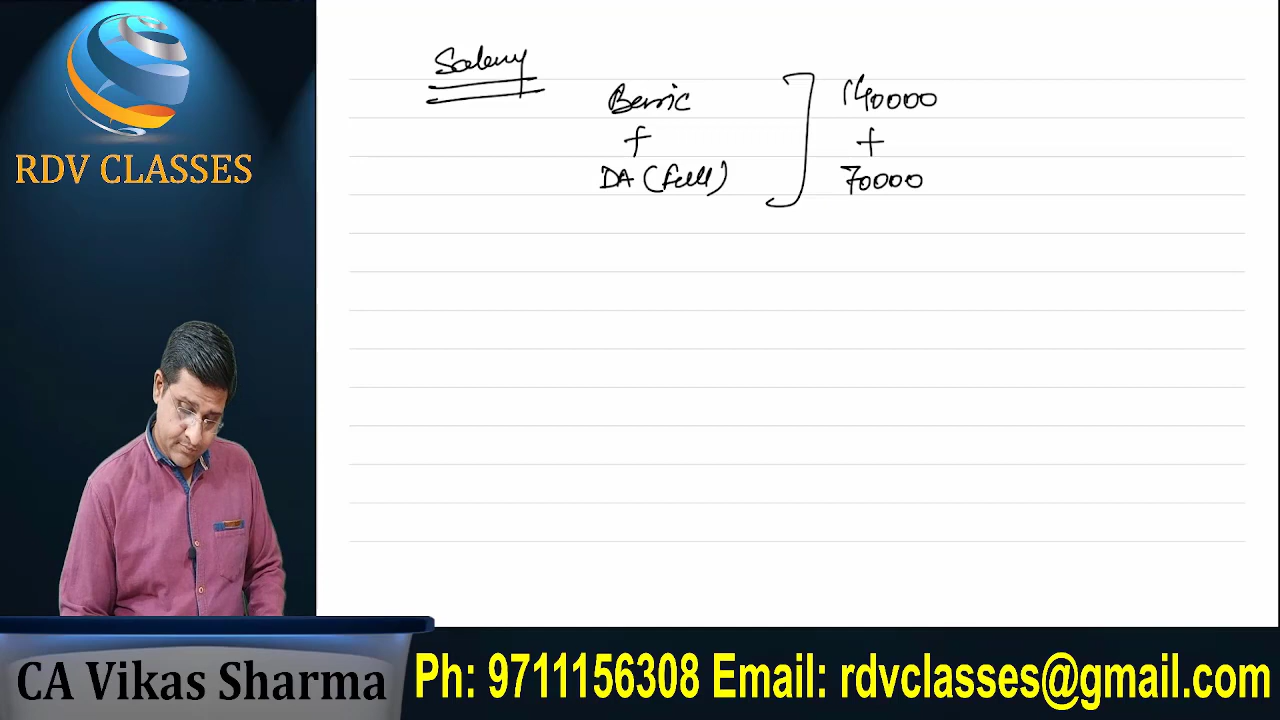 RDV CLASSES
Salary
Basic 140000
+ +
DA (full) 70000
CA Vikas Sharma
Ph: 9711156308 Email: rdvclasses@gmail.com